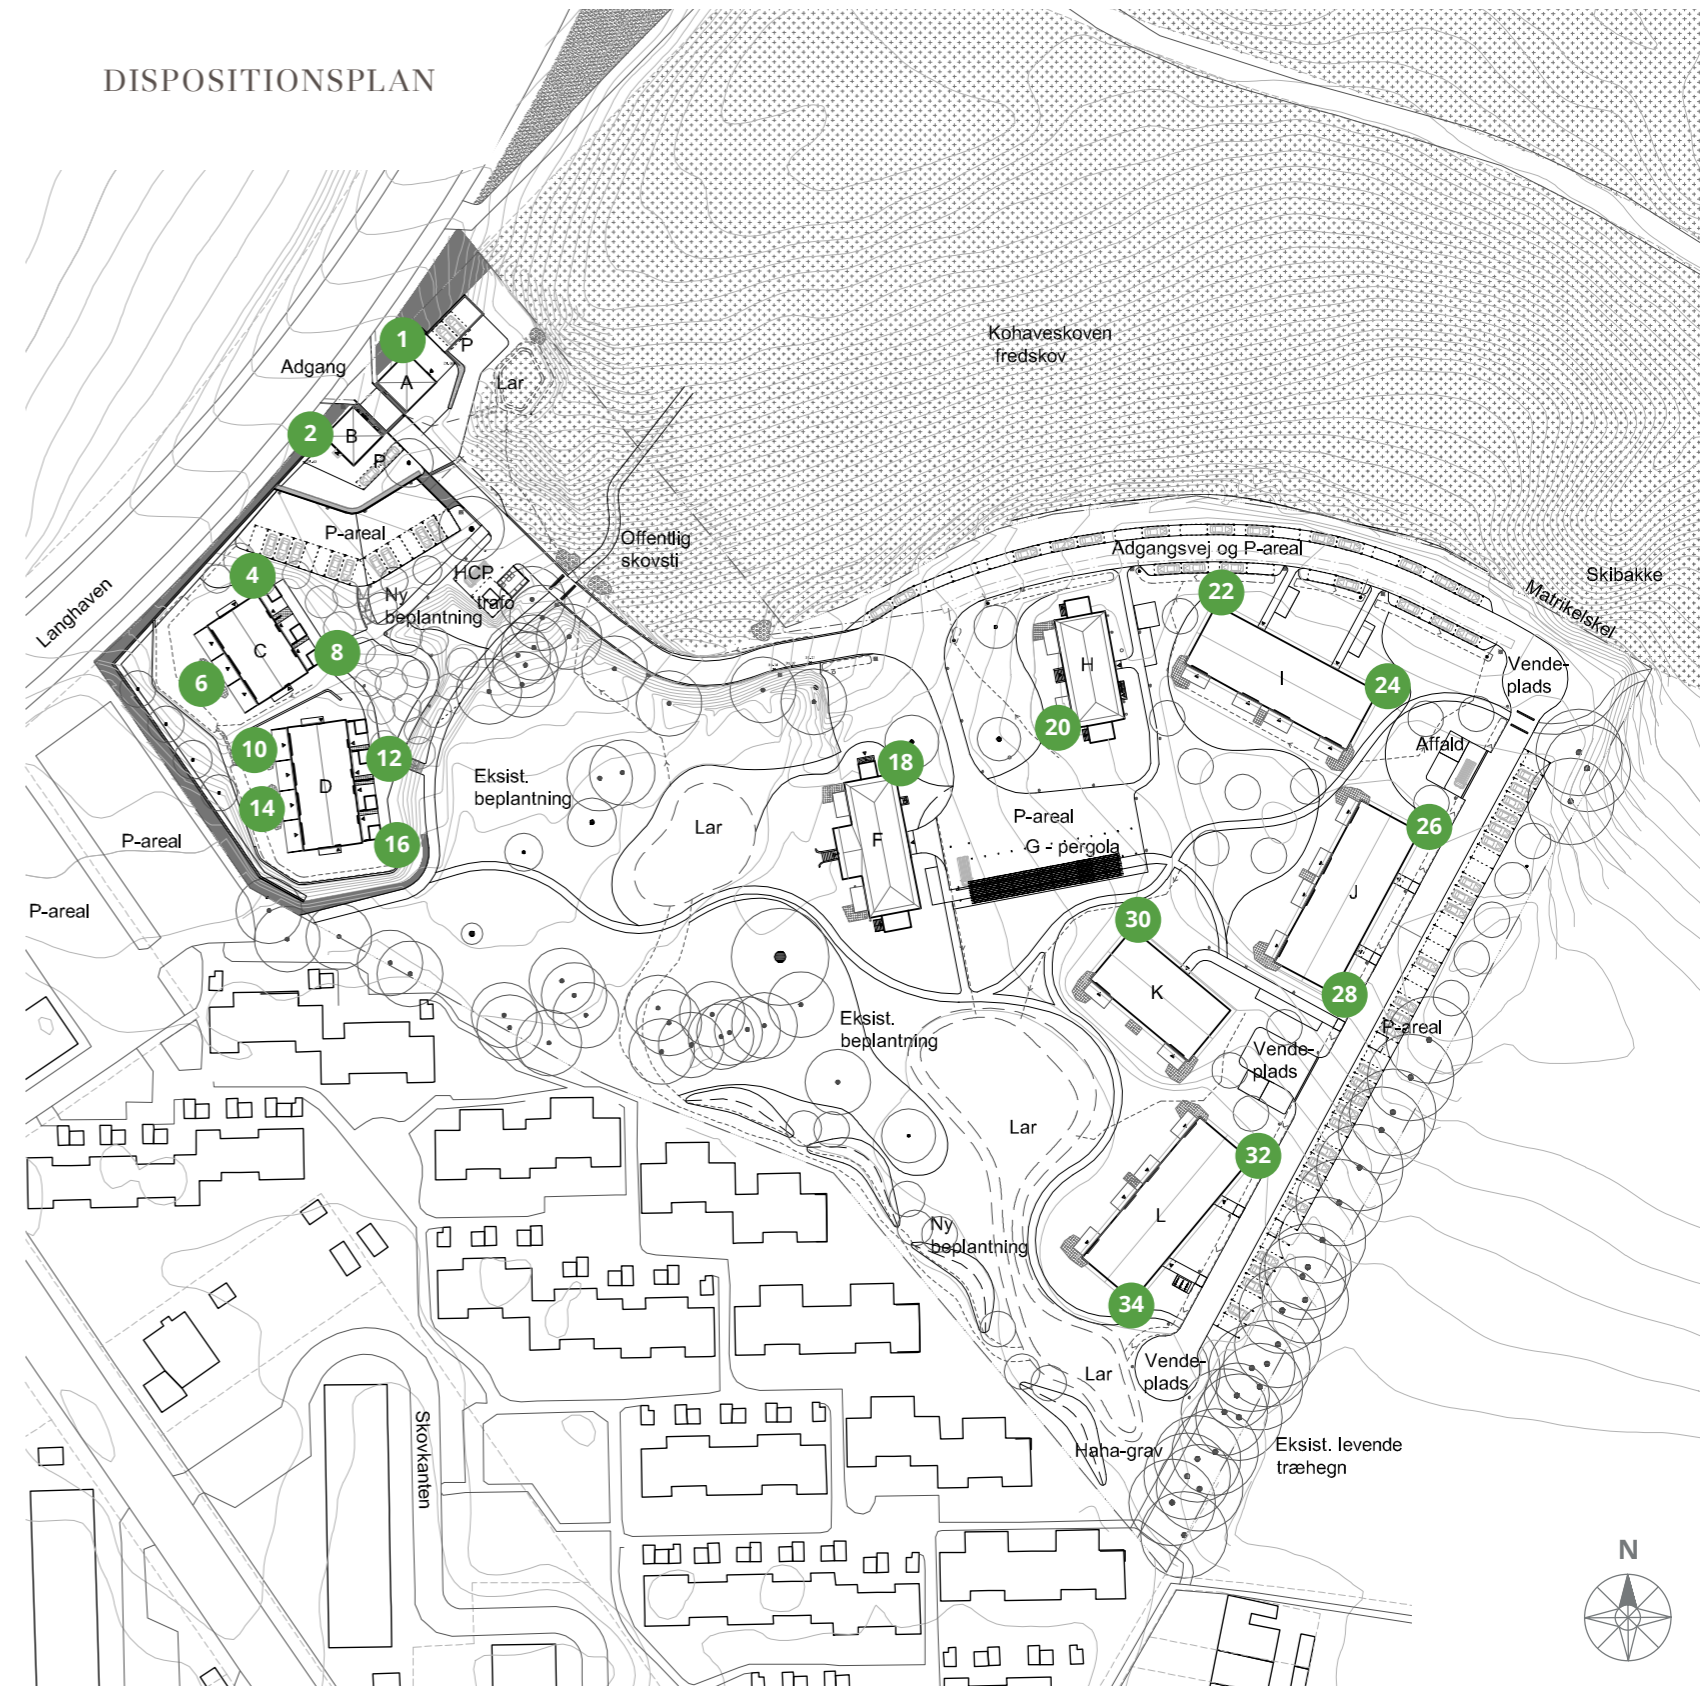 DISPOSITIONSPLAN
Kohaveskoven
fredskov
1
P
Adgang
A
Lar
2
B
P
P-areal
Offentlig
skovsti
Adgangsvej og P-areal
HCP
trafo
4
Ny
beplantning
22
Skibakke
Matrikelskel
Langhaven
C
8
6
H
I
24
Vende-
plads
20
10
12
D
14
16
Eksist.
beplantning
18
Affald
P-areal
Lar
F
P-areal
G - pergola
26
J
P-areal
30
K
28
P-areal
Eksist.
beplantning
Vende-
plads
Lar
32
L
Ny
beplantning
34
Vende-
plads
Lar
Haha-grav
Eksist. levende
træhegn
Skovkanten
N